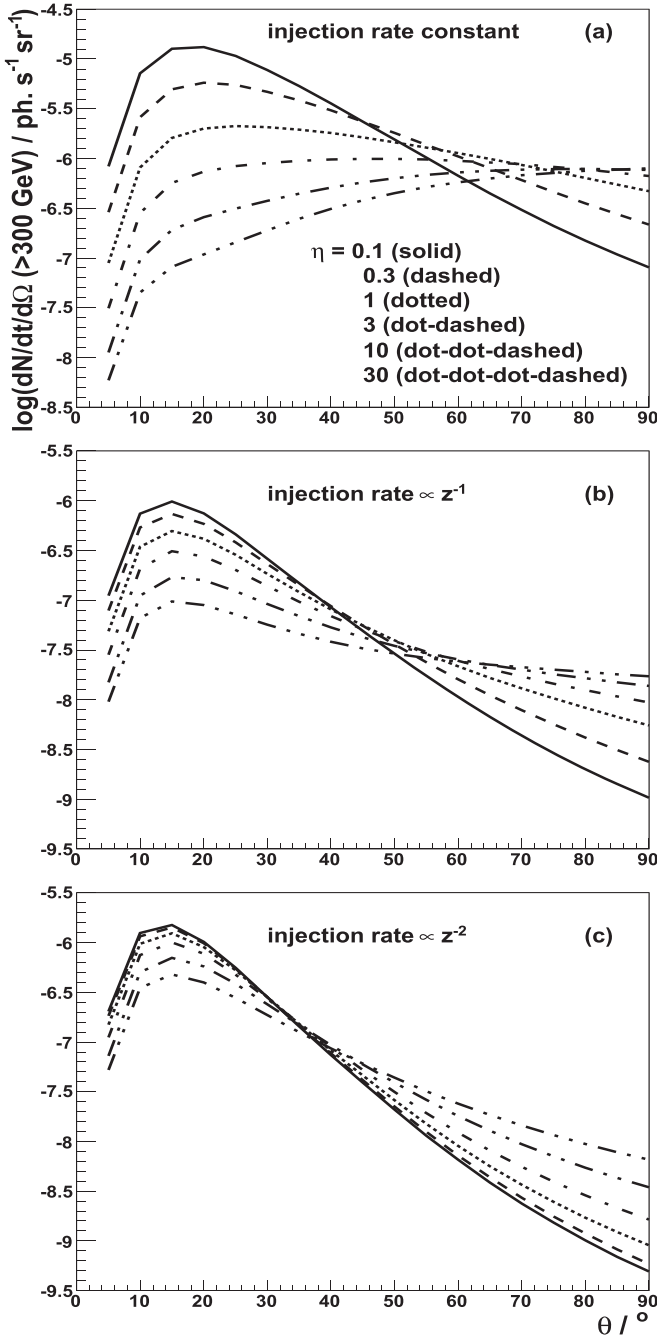 log(dN/dt/dΩ (>300 GeV) / ph. s⁻¹ sr⁻¹)
-4.5
injection rate constant (a)
-5
-5.5
-6
-6.5
η = 0.1 (solid)
0.3 (dashed)
-7
1 (dotted)
3 (dot-dashed)
-7.5
10 (dot-dot-dashed)
30 (dot-dot-dot-dashed)
-8
-8.5
0 10 20 30 40 50 60 70 80 90
-5.5
injection rate ∝ z⁻¹ (b)
-6
-6.5
-7
-7.5
-8
-8.5
-9
-9.5
0 10 20 30 40 50 60 70 80 90
-5.5
injection rate ∝ z⁻² (c)
-6
-6.5
-7
-7.5
-8
-8.5
-9
-9.5
0 10 20 30 40 50 60 70 80 90
θ / º